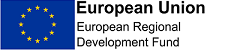 European Union
European Regional
Development Fund